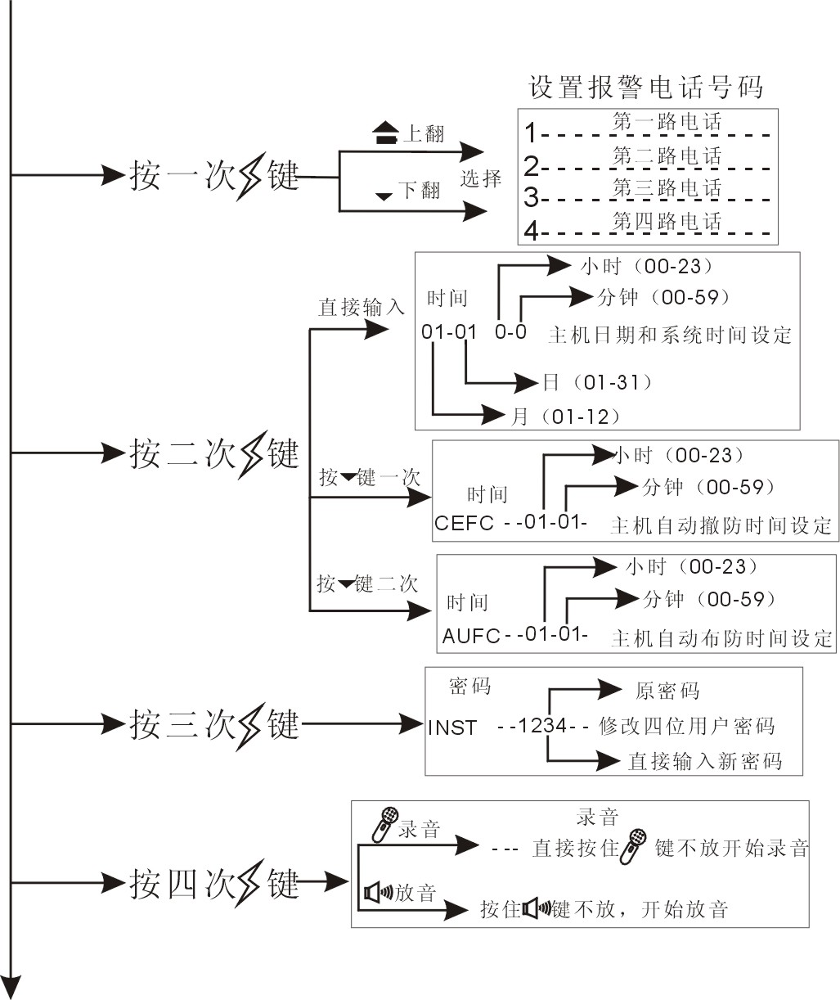 设置报警电话号码
按一次 键
上翻
下翻
选择
1 第一路电话
2 第二路电话
3 第三路电话
4 第四路电话
按二次 键
直接输入
时间
小时（00-23）
分钟（00-59）
01-01 0-0 主机日期和系统时间设定
日（01-31）
月（01-12）
按 键一次
时间
小时（00-23）
分钟（00-59）
CEFC - -01-01- 主机自动撤防时间设定
按 键二次
时间
小时（00-23）
分钟（00-59）
AUFC - -01-01- 主机自动布防时间设定
按三次 键
密码
原密码
INST - -1234- - 修改四位用户密码
直接输入新密码
按四次 键
录音
录音
--- 直接按住 键不放开始录音
放音
按住 键不放，开始放音